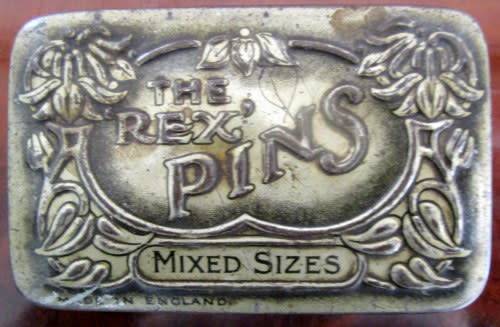 THE
'REX'
PINS
MIXED SIZES
MADE IN ENGLAND